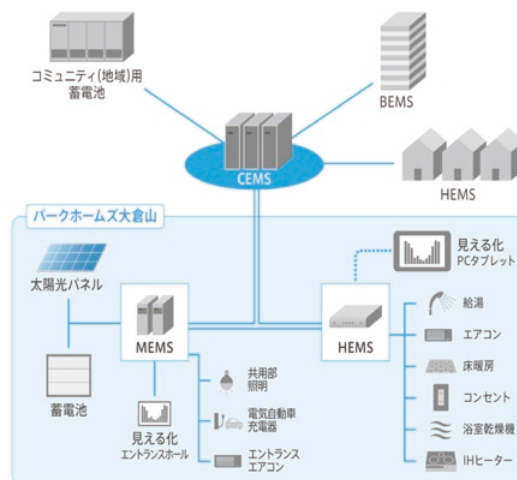 コミュニティ(地域)用
蓄電池
BEMS
CEMS
HEMS
パークホームズ大倉山
太陽光パネル
見える化
PCタブレット
MEMS
HEMS
給湯
エアコン
床暖房
コンセント
浴室乾燥機
IHヒーター
蓄電池
見える化
エントランスホール
共用部
照明
電気自動車
充電器
エントランス
エアコン